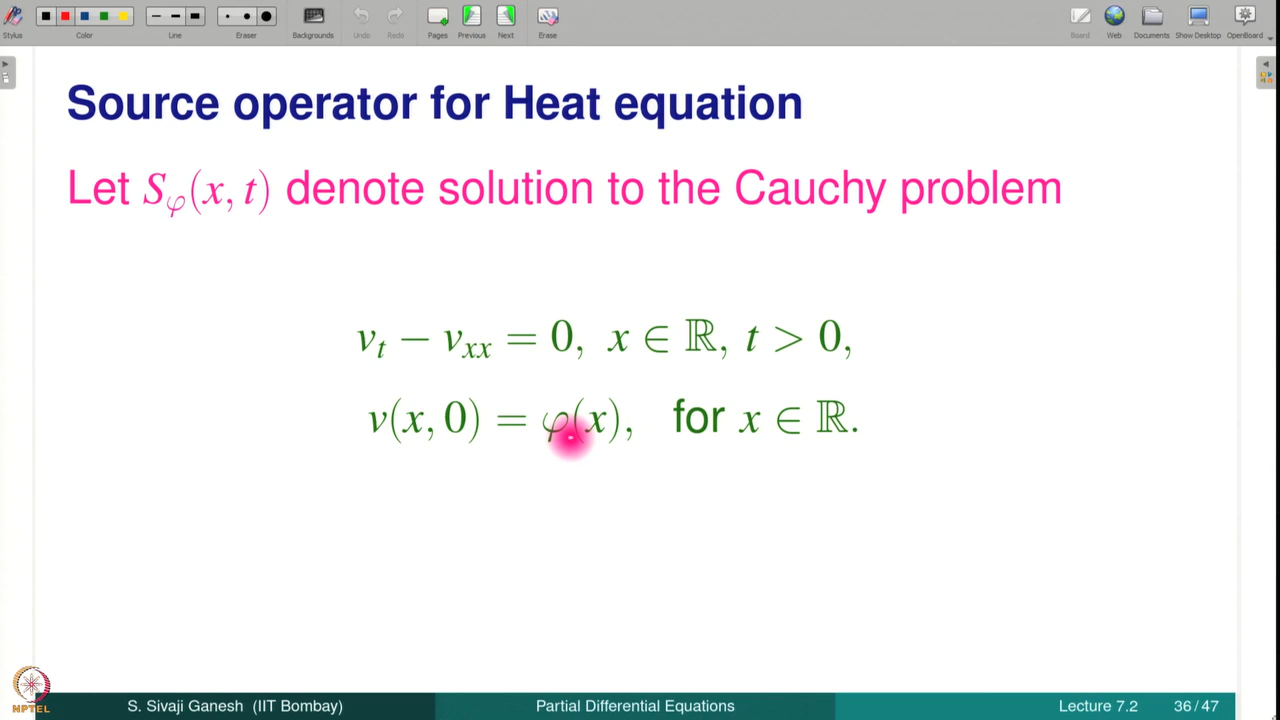 Stylus Color Line Eraser Backgrounds Undo Redo Pages Previous Next Erase Board Web Documents Show Desktop OpenBoard
Source operator for Heat equation
Let S_φ(x, t) denote solution to the Cauchy problem
v_t − v_xx = 0, x ∈ ℝ, t > 0,
v(x, 0) = φ(x), for x ∈ ℝ.
NPTEL
S. Sivaji Ganesh (IIT Bombay) Partial Differential Equations Lecture 7.2 36/47